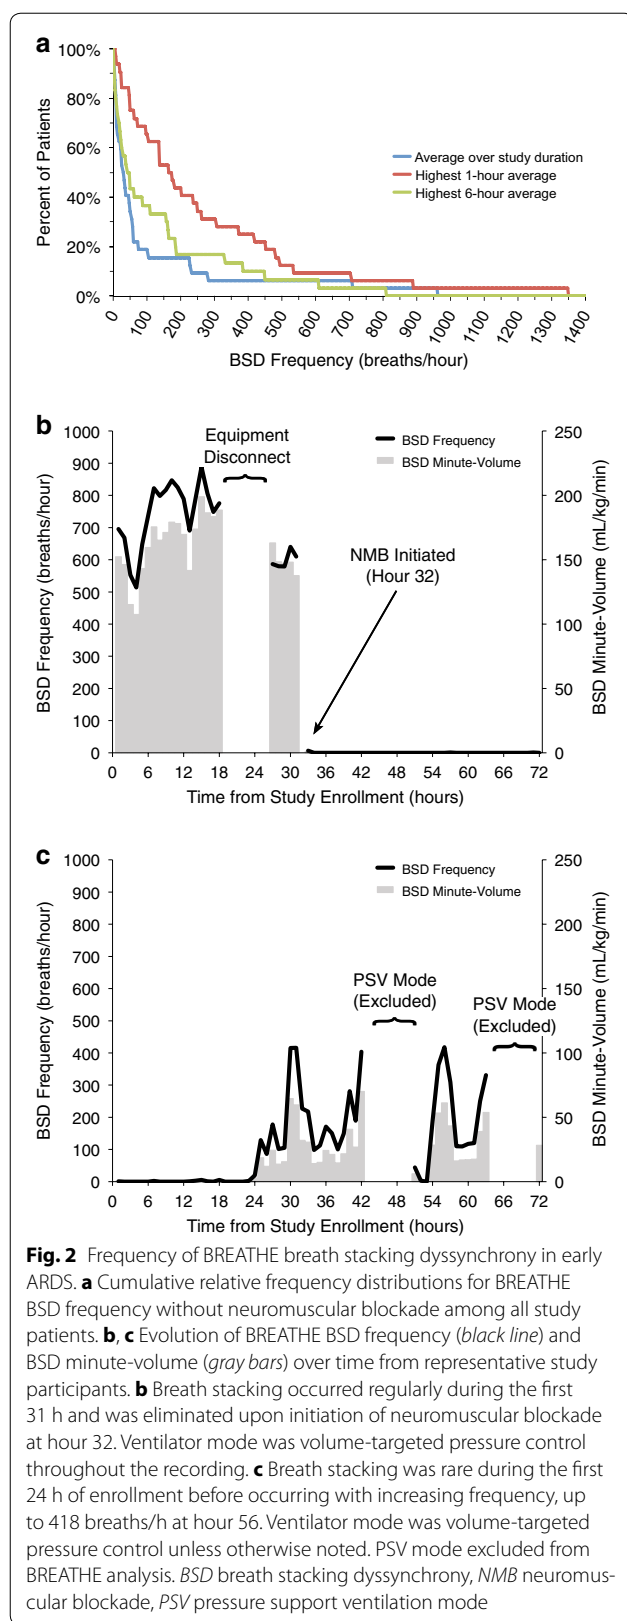 a
100%
80%
60%
40%
20%
0%
Percent of Patients
Average over study duration
Highest 1-hour average
Highest 6-hour average
0 100 200 300 400 500 600 700 800 900 1000 1100 1200 1300 1400
BSD Frequency (breaths/hour)
b
1000
900
800
700
600
500
400
300
200
100
0
BSD Frequency (breaths/hour)
Equipment
Disconnect
BSD Frequency
BSD Minute-Volume
NMB Initiated
(Hour 32)
250
200
150
100
50
0
BSD Minute-Volume (mL/kg/min)
0 6 12 18 24 30 36 42 48 54 60 66 72
Time from Study Enrollment (hours)
c
1000
900
800
700
600
500
400
300
200
100
0
BSD Frequency (breaths/hour)
BSD Frequency
BSD Minute-Volume
PSV Mode
(Excluded)
PSV Mode
(Excluded)
250
200
150
100
50
0
BSD Minute-Volume (mL/kg/min)
0 6 12 18 24 30 36 42 48 54 60 66 72
Time from Study Enrollment (hours)
Fig. 2 Frequency of BREATHE breath stacking dyssynchrony in early
ARDS. a Cumulative relative frequency distributions for BREATHE
BSD frequency without neuromuscular blockade among all study
patients. b, c Evolution of BREATHE BSD frequency (black line) and
BSD minute-volume (gray bars) over time from representative study
participants. b Breath stacking occurred regularly during the first
31 h and was eliminated upon initiation of neuromuscular blockade
at hour 32. Ventilator mode was volume-targeted pressure control
throughout the recording. c Breath stacking was rare during the first
24 h of enrollment before occurring with increasing frequency, up
to 418 breaths/h at hour 56. Ventilator mode was volume-targeted
pressure control unless otherwise noted. PSV mode excluded from
BREATHE analysis. BSD breath stacking dyssynchrony, NMB neuromus-
cular blockade, PSV pressure support ventilation mode